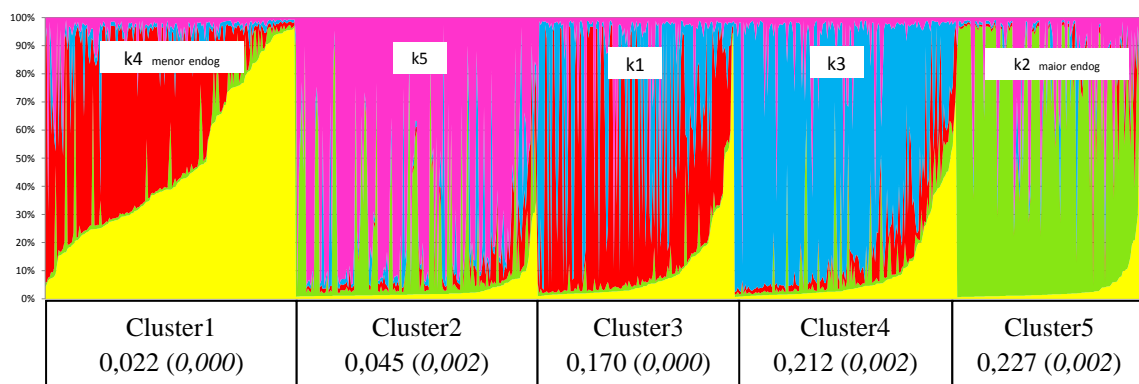 100%
90%
80%
70%
60%
50%
40%
30%
20%
10%
0%
k4 menor endog
k5
k1
k3
k2 maior endog
Cluster1
0,022 (0,000)
Cluster2
0,045 (0,002)
Cluster3
0,170 (0,000)
Cluster4
0,212 (0,002)
Cluster5
0,227 (0,002)